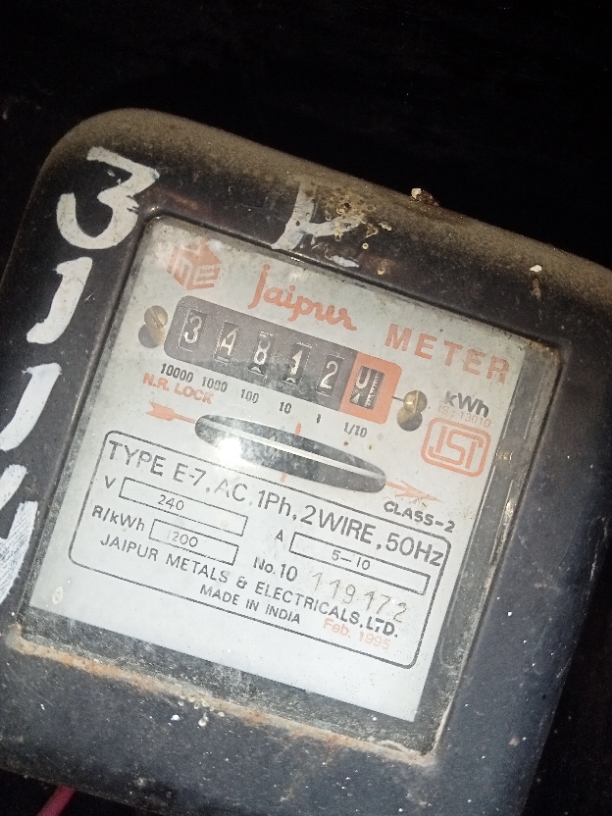 3
Jaipur METER
3 4 8 1 2
10000 1000 100 10 1 1/10
kWh
IS : 13010
N.R. LOCK
ISI
CLASS-2
TYPE E-7, AC, 1Ph, 2WIRE, 50Hz
V 240 A 5-10
R/kWh 1200 No.10 119172
JAIPUR METALS & ELECTRICALS, LTD.
MADE IN INDIA Feb. 1995